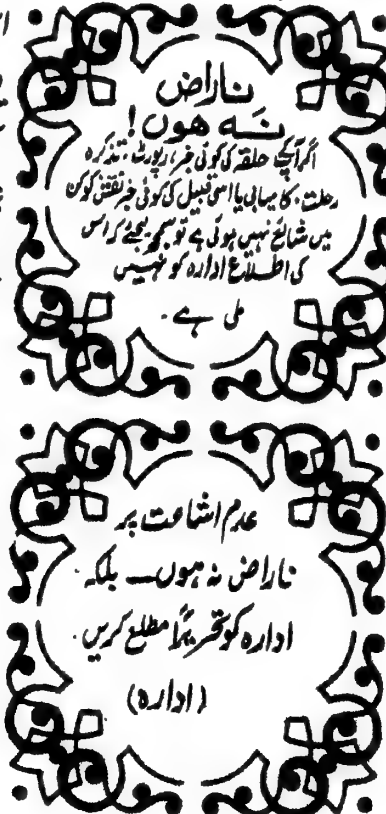 ناراض
نہ ھوں!
اگر آپکے حلقہ کی کوئی خبر، رپورٹ، تذکرہ
رحلت، کامیابی یا اسی قبیل کی کوئی خبر نقش کوکن
میں شائع نہیں ہوئی ہے تو سمجھ لیجئے کہ اس
کی اطلاع ادارہ کو نہیں
ملی ہے۔
عدم اشاعت پر
ناراض نہ ہوں۔ بلکہ
ادارہ کو تحریراً مطلع کریں۔
(ادارہ)